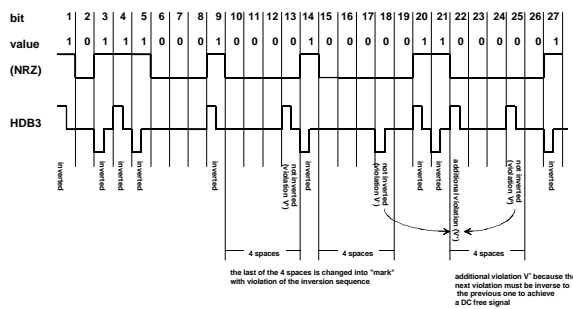 bit 1 2 3 4 5 6 7 8 9 10 11 12 13 14 15 16 17 18 19 20 21 22 23 24 25 26 27
value 1 0 1 1 1 0 0 0 1 0 0 0 0 1 0 0 0 0 0 1 1 0 0 0 0 0 1
(NRZ)
HDB3
inverted
inverted
inverted
inverted
inverted
not inverted
(violation V')
inverted
not inverted
(violation V)
inverted
inverted
additional violation (V")
not inverted
(violation V)
inverted
4 spaces
4 spaces
4 spaces
the last of the 4 spaces is changed into "mark"
with violation of the inversion sequence
additional violation V" because the
next violation must be inverse to
the previous one to achieve
a DC free signal